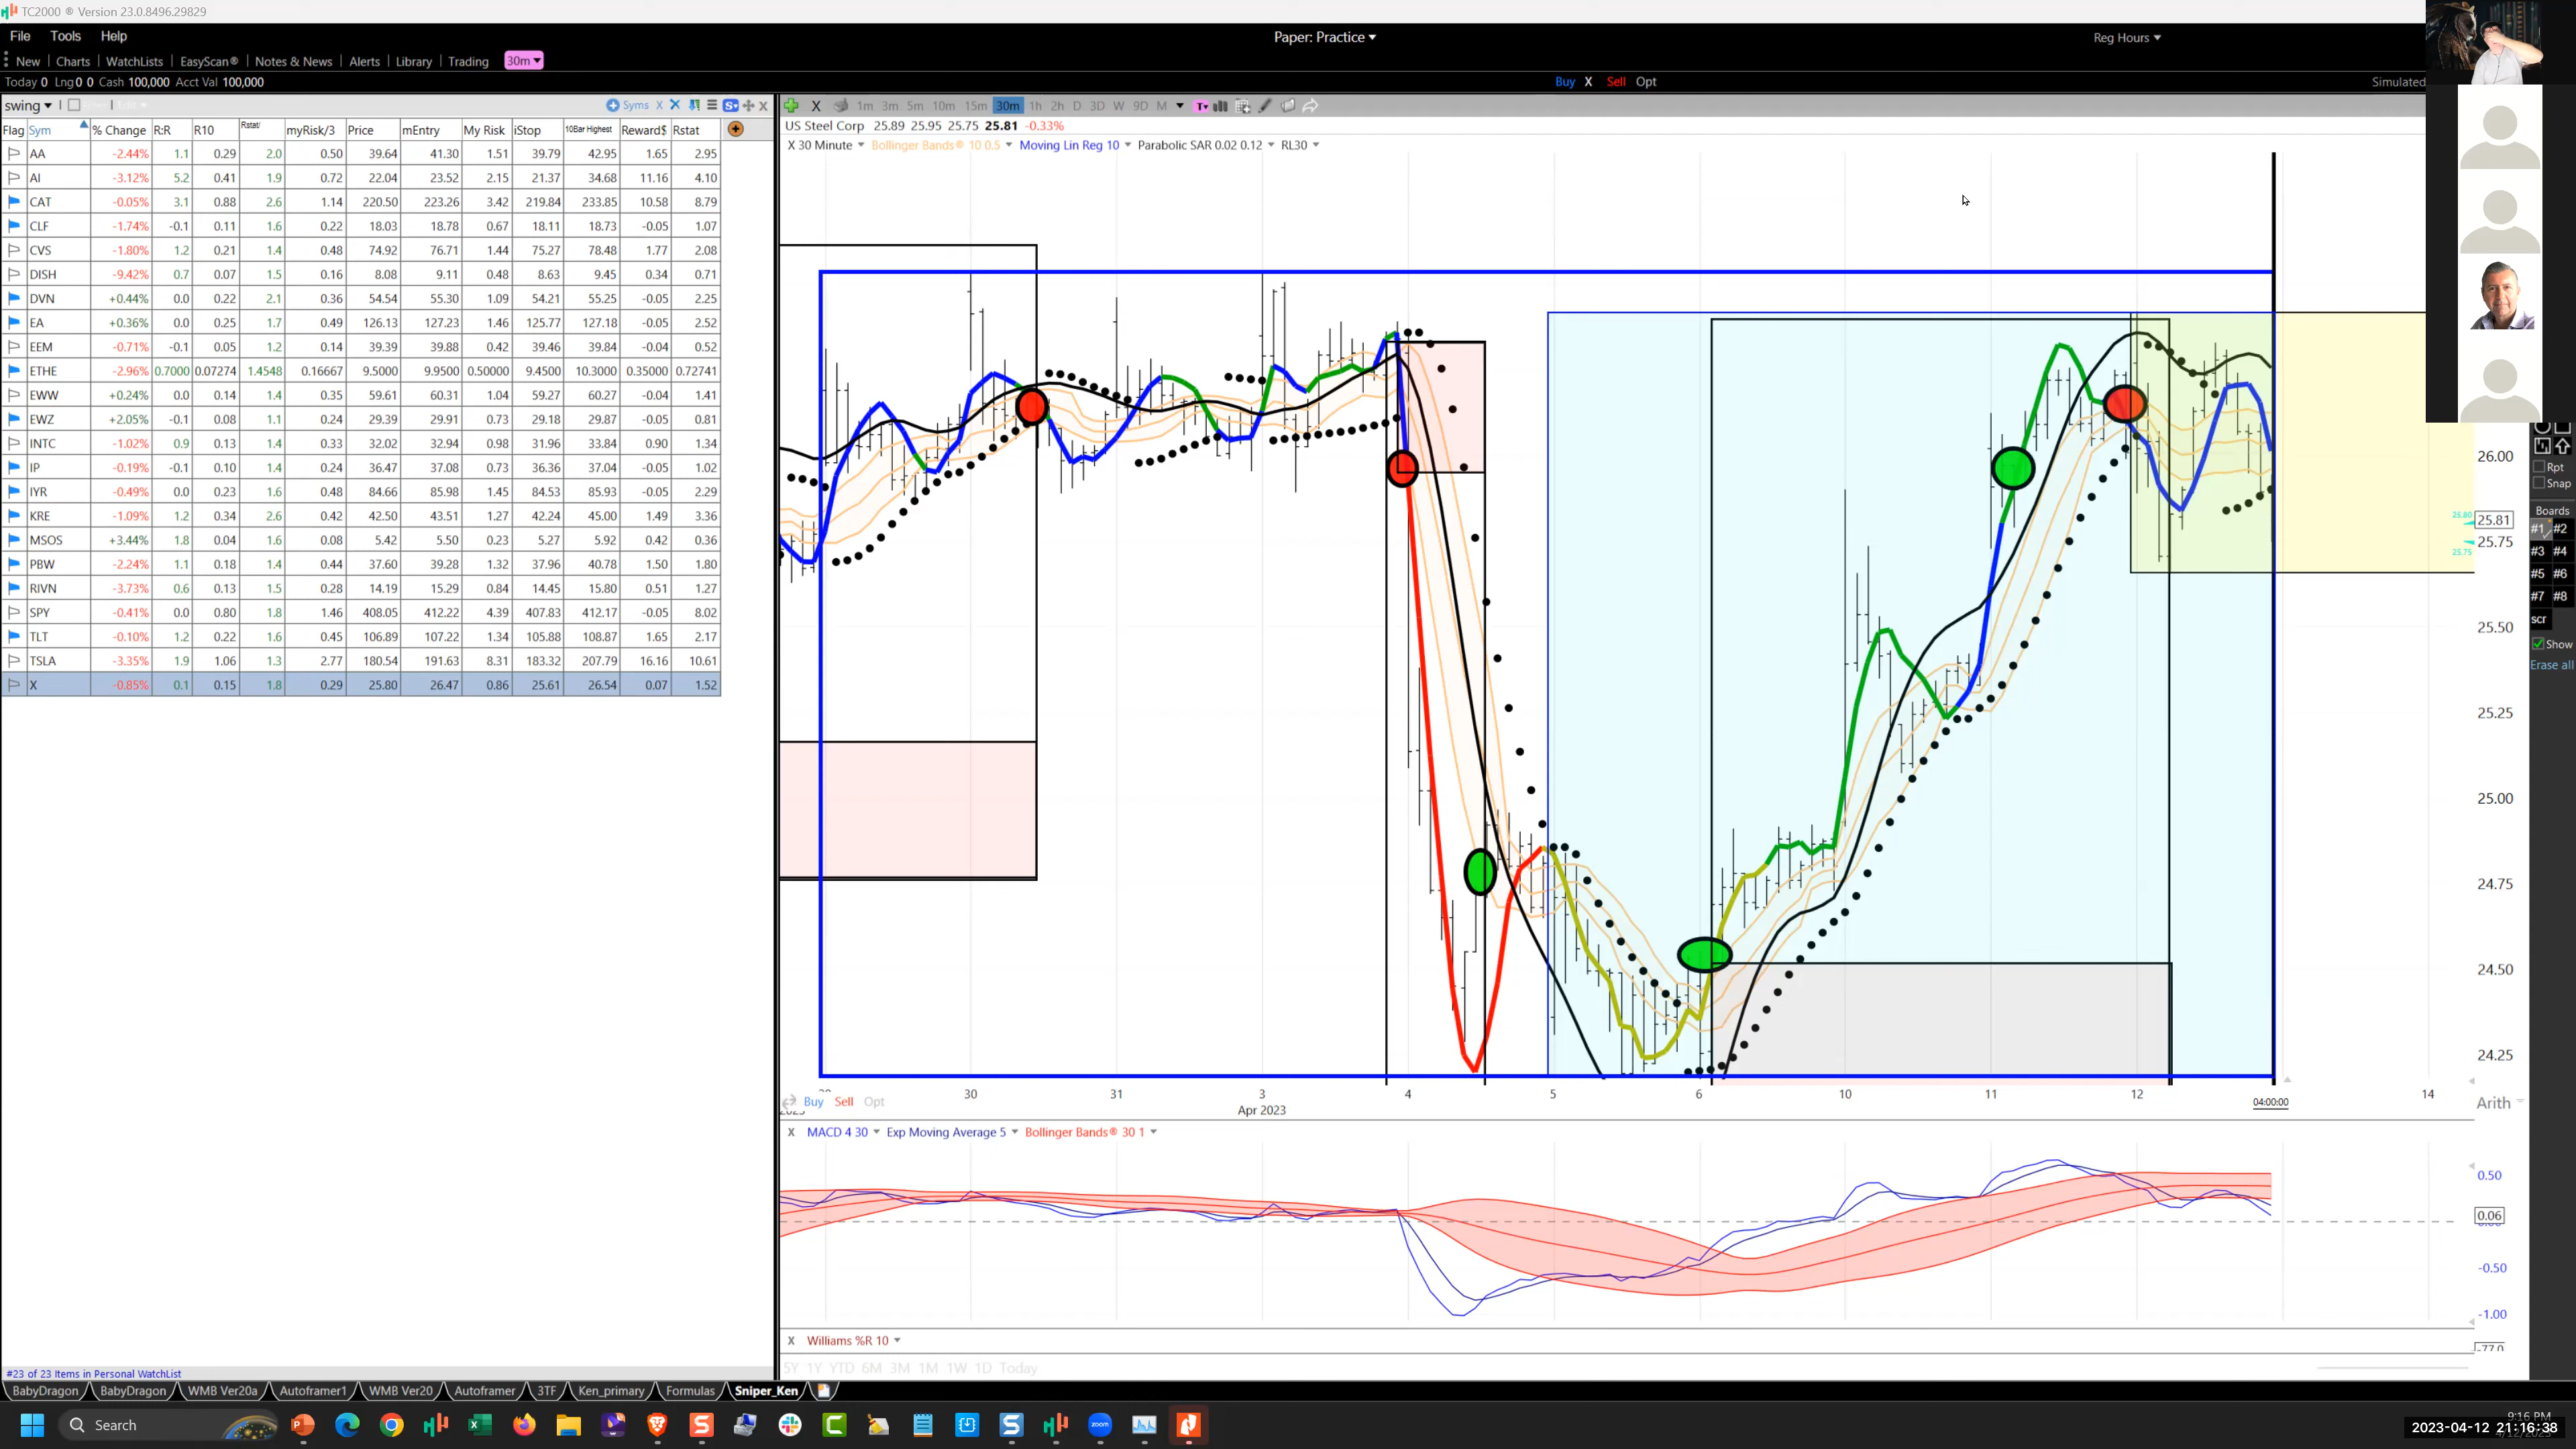 TC2000 ® Version 23.0.8496.29829
File Tools Help
Paper: Practice
Reg Hours
New Charts WatchLists EasyScan® Notes & News Alerts Library Trading 30m
Today 0 Lng 0 0 Cash 100,000 Acct Val 100,000
Buy X Sell Opt
Simulated
swing
Syms X
X 1m 3m 5m 10m 15m 30m 1h 2h D 3D W 9D M
US Steel Corp 25.89 25.95 25.75 25.81 -0.33%
X 30 Minute Bollinger Bands® 10 0.5 Moving Lin Reg 10 Parabolic SAR 0.02 0.12 RL30
Flag Sym % Change R:R R10 Rstat/ myRisk/3 Price mEntry My Risk iStop 10Bar Highest Reward$ Rstat
AA -2.44% 1.1 0.29 2.0 0.50 39.64 41.30 1.51 39.79 42.95 1.65 2.95
AI -3.12% 5.2 0.41 1.9 0.72 22.04 23.52 2.15 21.37 34.68 11.16 4.10
CAT -0.05% 3.1 0.88 2.6 1.14 220.50 223.26 3.42 219.84 233.85 10.58 8.79
CLF -1.74% -0.1 0.11 1.6 0.22 18.03 18.78 0.67 18.11 18.73 -0.05 1.07
CVS -1.80% 1.2 0.21 1.4 0.48 74.92 76.71 1.44 75.27 78.48 1.77 2.08
DISH -9.42% 0.7 0.07 1.5 0.16 8.08 9.11 0.48 8.63 9.45 0.34 0.71
DVN +0.44% 0.0 0.22 2.1 0.36 54.54 55.30 1.09 54.21 55.25 -0.05 2.25
EA +0.36% 0.0 0.25 1.7 0.49 126.13 127.23 1.46 125.77 127.18 -0.05 2.52
EEM -0.71% -0.1 0.05 1.2 0.14 39.39 39.88 0.42 39.46 39.84 -0.04 0.52
ETHE -2.96% 0.7000 0.07274 1.4548 0.16667 9.5000 9.9500 0.50000 9.4500 10.3000 0.35000 0.72741
EWW +0.24% 0.0 0.14 1.4 0.35 59.61 60.31 1.04 59.27 60.27 -0.04 1.41
EWZ +2.05% -0.1 0.08 1.1 0.24 29.39 29.91 0.73 29.18 29.87 -0.05 0.81
INTC -1.02% 0.9 0.13 1.4 0.33 32.02 32.94 0.98 31.96 33.84 0.90 1.34
IP -0.19% -0.1 0.10 1.4 0.24 36.47 37.08 0.73 36.36 37.04 -0.05 1.02
IYR -0.49% 0.0 0.23 1.6 0.48 84.66 85.98 1.45 84.53 85.93 -0.05 2.29
KRE -1.09% 1.2 0.34 2.6 0.42 42.50 43.51 1.27 42.24 45.00 1.49 3.36
MSOS +3.44% 1.8 0.04 1.6 0.08 5.42 5.50 0.23 5.27 5.92 0.42 0.36
PBW -2.24% 1.1 0.18 1.4 0.44 37.60 39.28 1.32 37.96 40.78 1.50 1.80
RIVN -3.73% 0.6 0.13 1.5 0.28 14.19 15.29 0.84 14.45 15.80 0.51 1.27
SPY -0.41% 0.0 0.80 1.8 1.46 408.05 412.22 4.39 407.83 412.17 -0.05 8.02
TLT -0.10% 1.2 0.22 1.6 0.45 106.89 107.22 1.34 105.88 108.87 1.65 2.17
TSLA -3.35% 1.9 1.06 1.3 2.77 180.54 191.63 8.31 183.32 207.79 16.16 10.61
X -0.85% 0.1 0.15 1.8 0.29 25.80 26.47 0.86 25.61 26.54 0.07 1.52
26.00
25.80
25.81
25.75
25.75
25.50
25.25
25.00
24.75
24.50
24.25
Rpt
Snap
Boards
#1 #2
#3 #4
#5 #6
#7 #8
scr
Show
Erase all
30 31 3 4 5 6 10 11 12 14
Apr 2023
04:00:00
Arith
Buy Sell Opt
X MACD 4 30 Exp Moving Average 5 Bollinger Bands® 30 1
0.50
0.06
-0.50
-1.00
X Williams %R 10
5Y 1Y YTD 6M 3M 1M 1W 1D Today
#23 of 23 Items in Personal WatchList
BabyDragon BabyDragon WMB Ver20a Autoframer1 WMB Ver20 Autoframer 3TF Ken_primary Formulas Sniper_Ken
Search
zoom
9:16 PM
2023-04-12 21:16:38